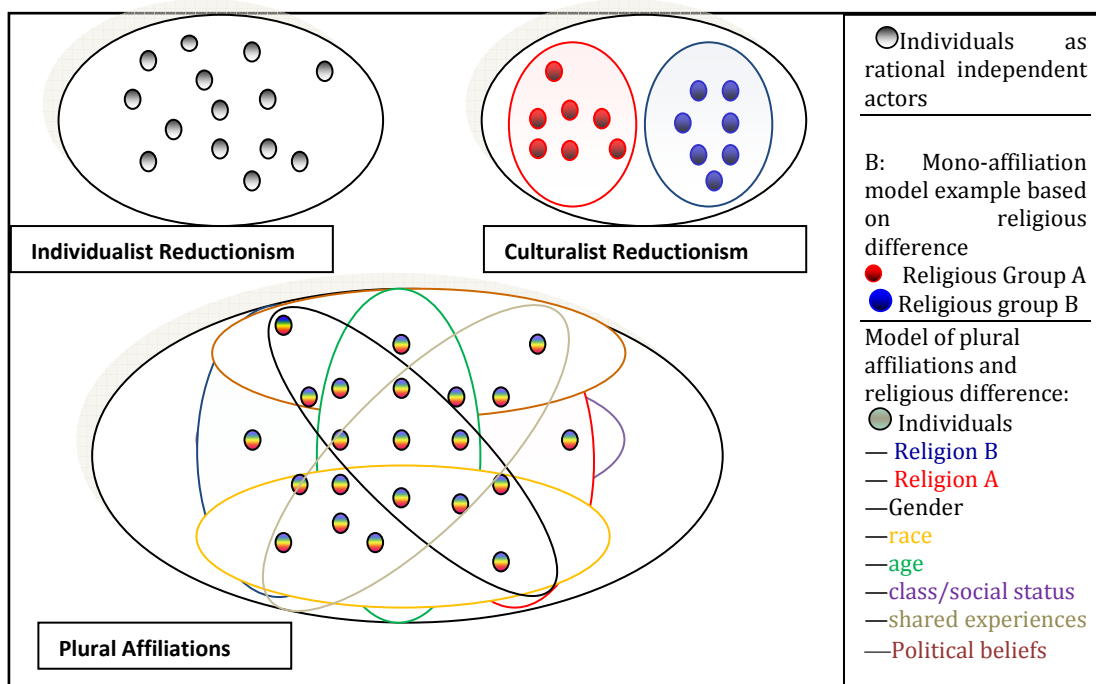 Individualist Reductionism
Culturalist Reductionism
Plural Affiliations
Individuals as
rational independent
actors
B: Mono-affiliation
model example based
on religious
difference
Religious Group A
Religious group B
Model of plural
affiliations and
religious difference:
Individuals
— Religion B
— Religion A
—Gender
—race
—age
—class/social status
—shared experiences
—Political beliefs